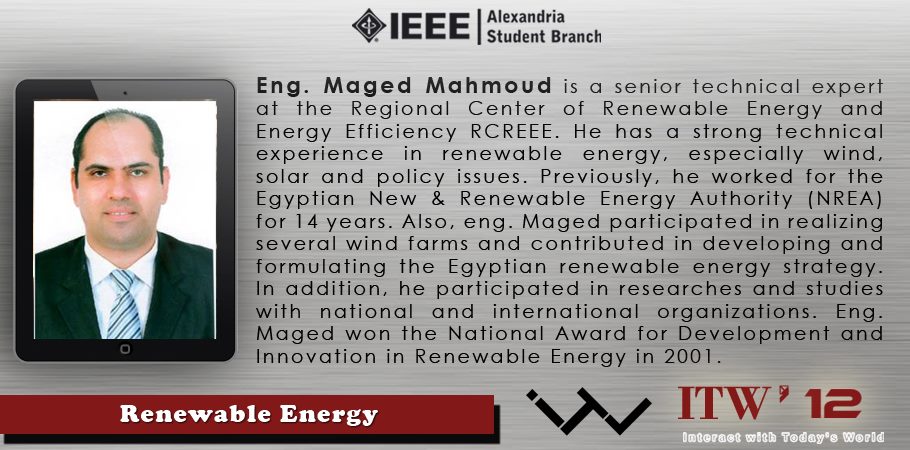 IEEE
Alexandria
Student Branch
Eng. Maged Mahmoud is a senior technical expert
at the Regional Center of Renewable Energy and
Energy Efficiency RCREEE. He has a strong technical
experience in renewable energy, especially wind,
solar and policy issues. Previously, he worked for the
Egyptian New & Renewable Energy Authority (NREA)
for 14 years. Also, eng. Maged participated in realizing
several wind farms and contributed in developing and
formulating the Egyptian renewable energy strategy.
In addition, he participated in researches and studies
with national and international organizations. Eng.
Maged won the National Award for Development and
Innovation in Renewable Energy in 2001.
Renewable Energy
itw
ITW' 12
Interact with Today's World